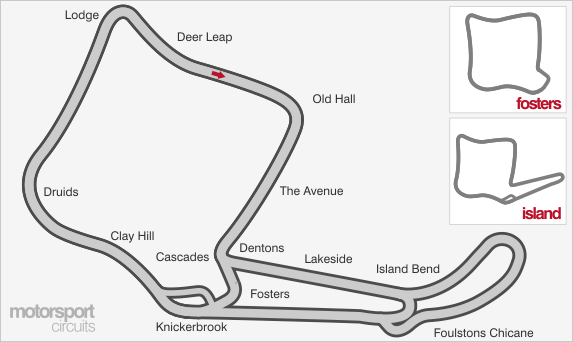 Lodge
Deer Leap
Old Hall
fosters
Druids
The Avenue
island
Clay Hill
Cascades
Dentons
Lakeside
Island Bend
Fosters
Knickerbrook
Foulstons Chicane
motorsport
circuits